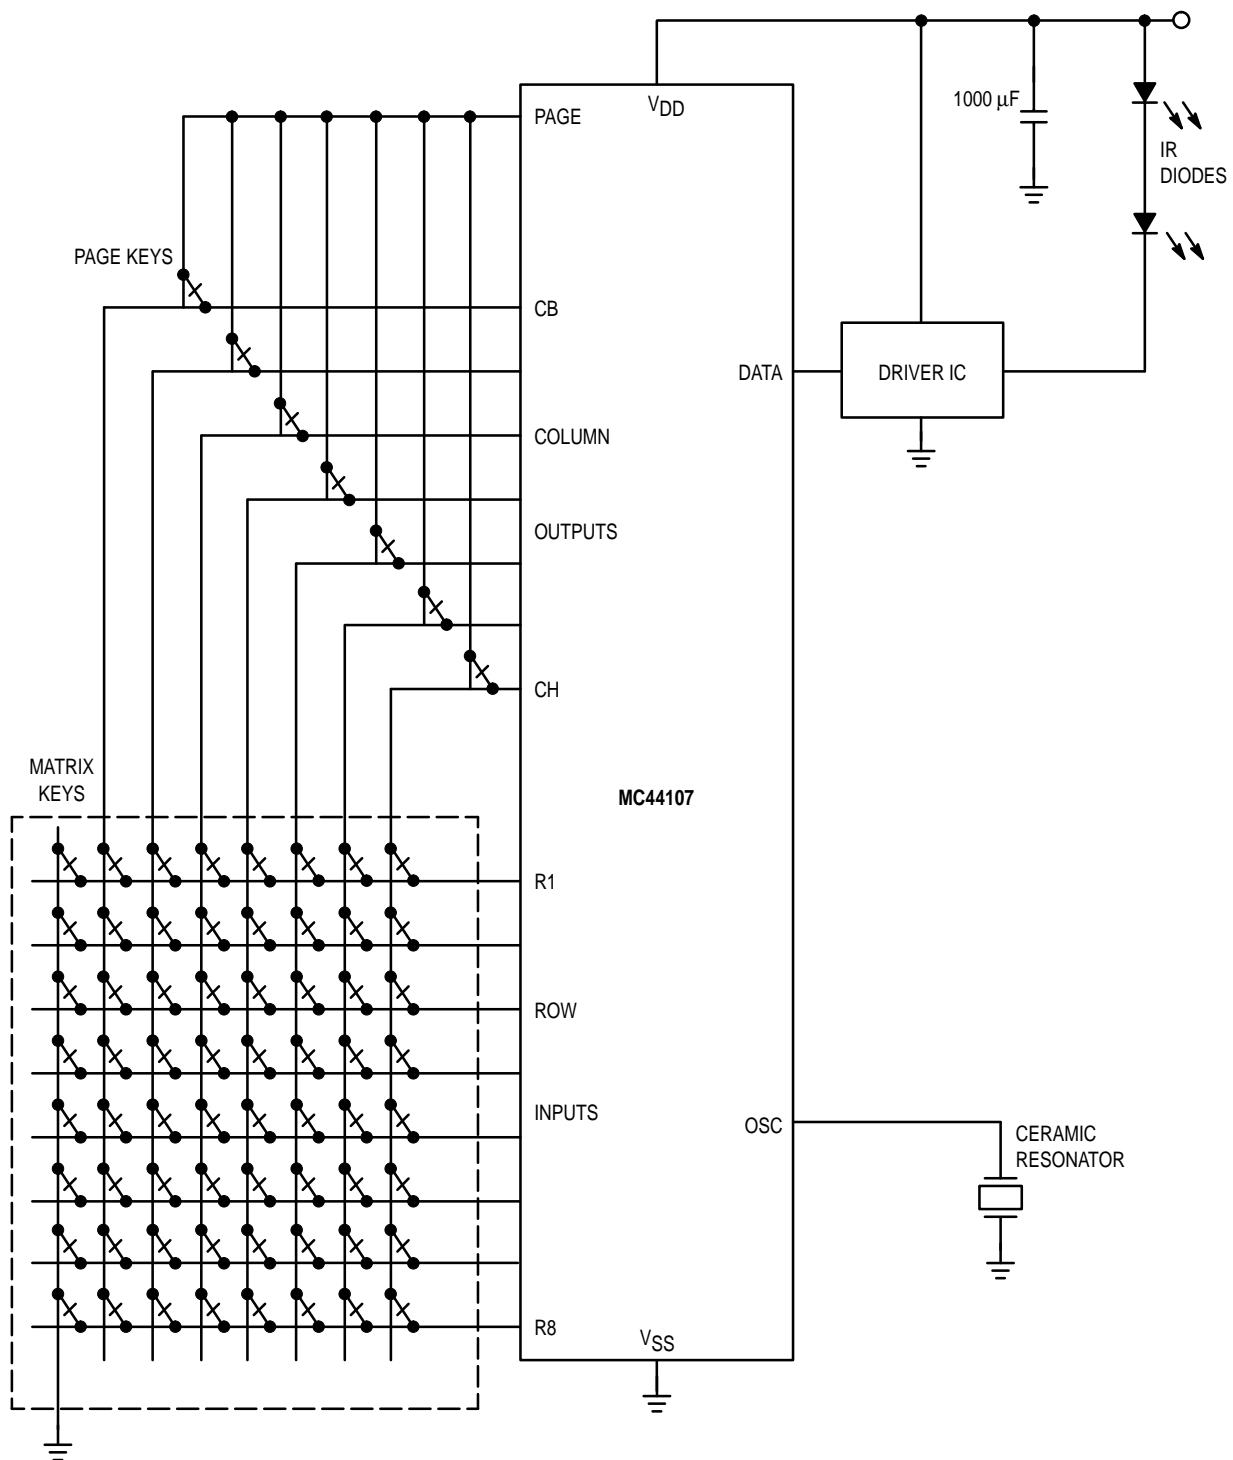 PAGE
VDD
1000 μF
IR
DIODES
PAGE KEYS
CB
DATA
DRIVER IC
COLUMN
OUTPUTS
CH
MATRIX
KEYS
MC44107
R1
ROW
INPUTS
OSC
CERAMIC
RESONATOR
R8
VSS